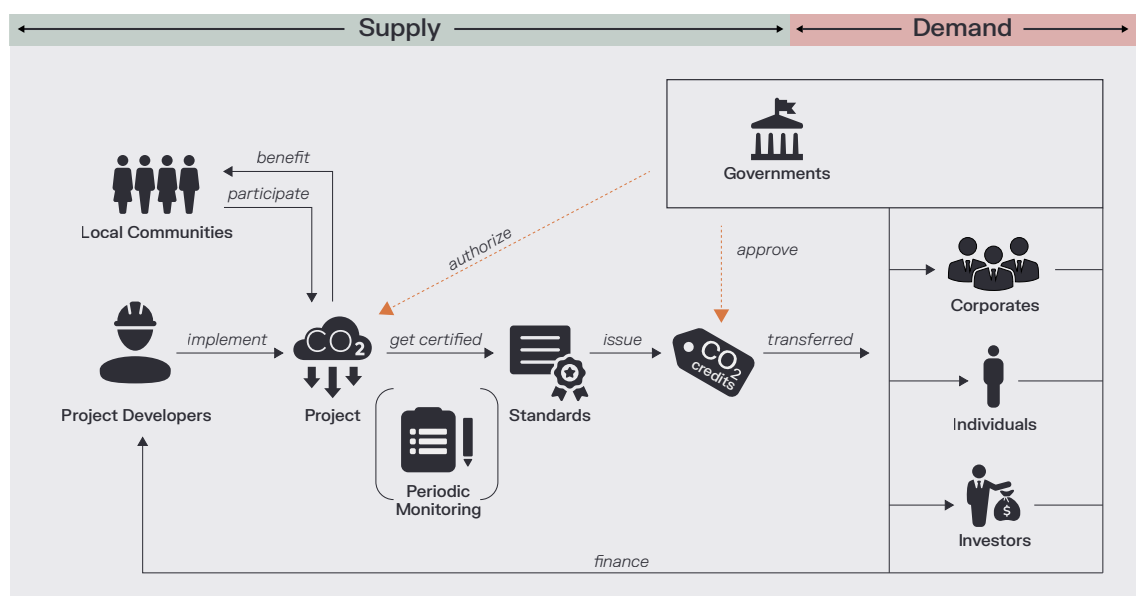 Supply
Demand
Governments
benefit
participate
Local Communities
authorize
approve
Corporates
implement
CO2
get certified
issue
CO2
credits
transferred
Project Developers
Project
Standards
Individuals
Periodic
Monitoring
$
Investors
finance